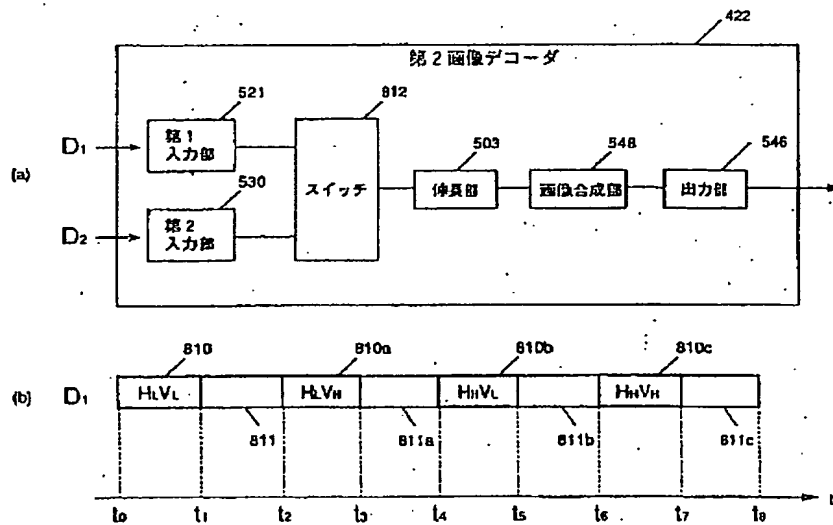 422
第2画像デコーダ
521
812
D1
第1
入力部
503
548
546
(a)
スイッチ
伸長部
画像合成部
出力部
530
D2
第2
入力部
810
810a
810b
810c
(b)
D1
HLVL
HLVH
HHVL
HHVH
811
811a
811b
811c
t0
t1
t2
t3
t4
t5
t6
t7
t8